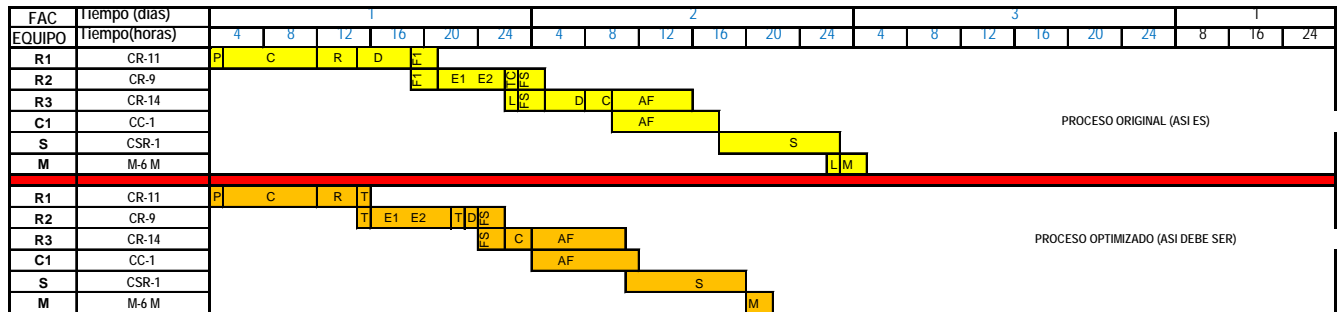 FAC Tiempo (días) 1 2 3 1
EQUIPO Tiempo(horas) 4 8 12 16 20 24 4 8 12 16 20 24 4 8 12 16 20 24 8 16 24
R1 CR-11 P C R D F1
R2 CR-9 F1 E1 E2 TC FS
R3 CR-14 L FS D C AF
C1 CC-1 AF PROCESO ORIGINAL (ASI ES)
S CSR-1 S
M M-6 M L M
R1 CR-11 P C R T
R2 CR-9 T E1 E2 T D FS
R3 CR-14 FS C AF PROCESO OPTIMIZADO (ASI DEBE SER)
C1 CC-1 AF
S CSR-1 S
M M-6 M M